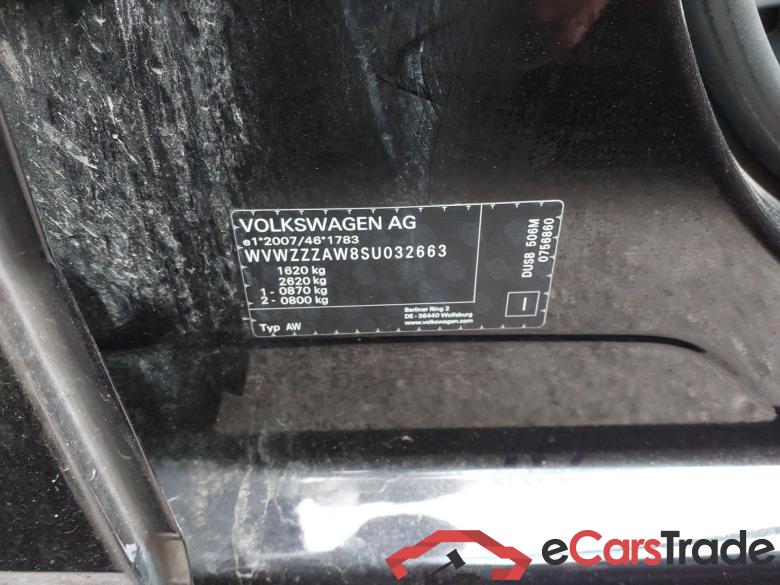 VOLKSWAGEN AG
e1*2007/46*1783
WVWZZZAW8SU032663
1620 kg
2620 kg
1 - 0870 kg
2 - 0800 kg
Typ AW
Berliner Ring 2
DE - 38440 Wolfsburg
www.volkswagen.com
DUSB 506M
0756860
I
eCarsTrade